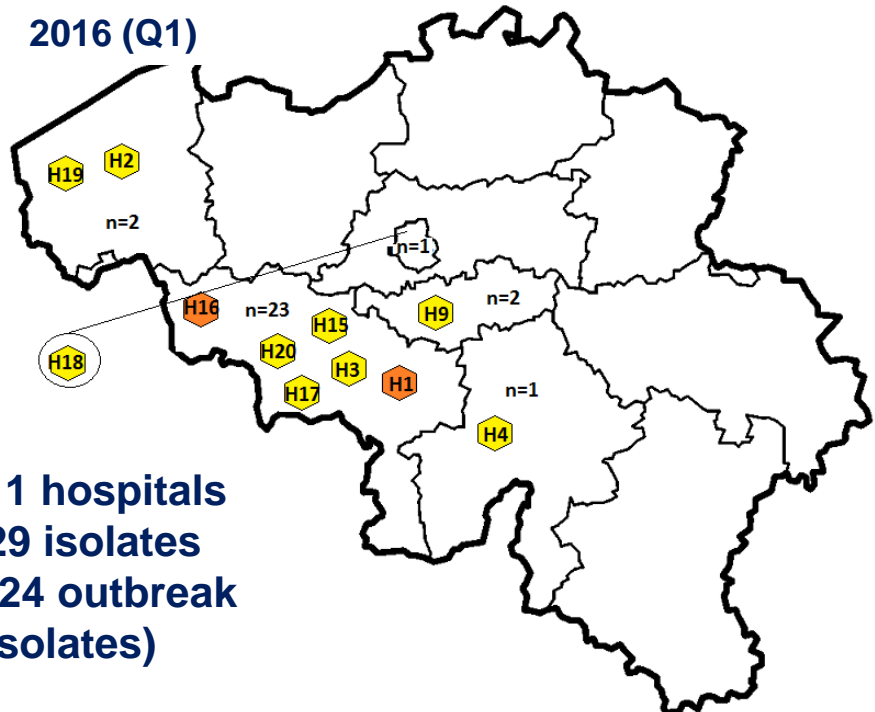 2016 (Q1)
H19
H2
n=2
n=1
H16
n=23
H15
H9
n=2
H18
H20
H3
H17
H1
n=1
H4
1 hospitals
29 isolates
24 outbreak
solates)